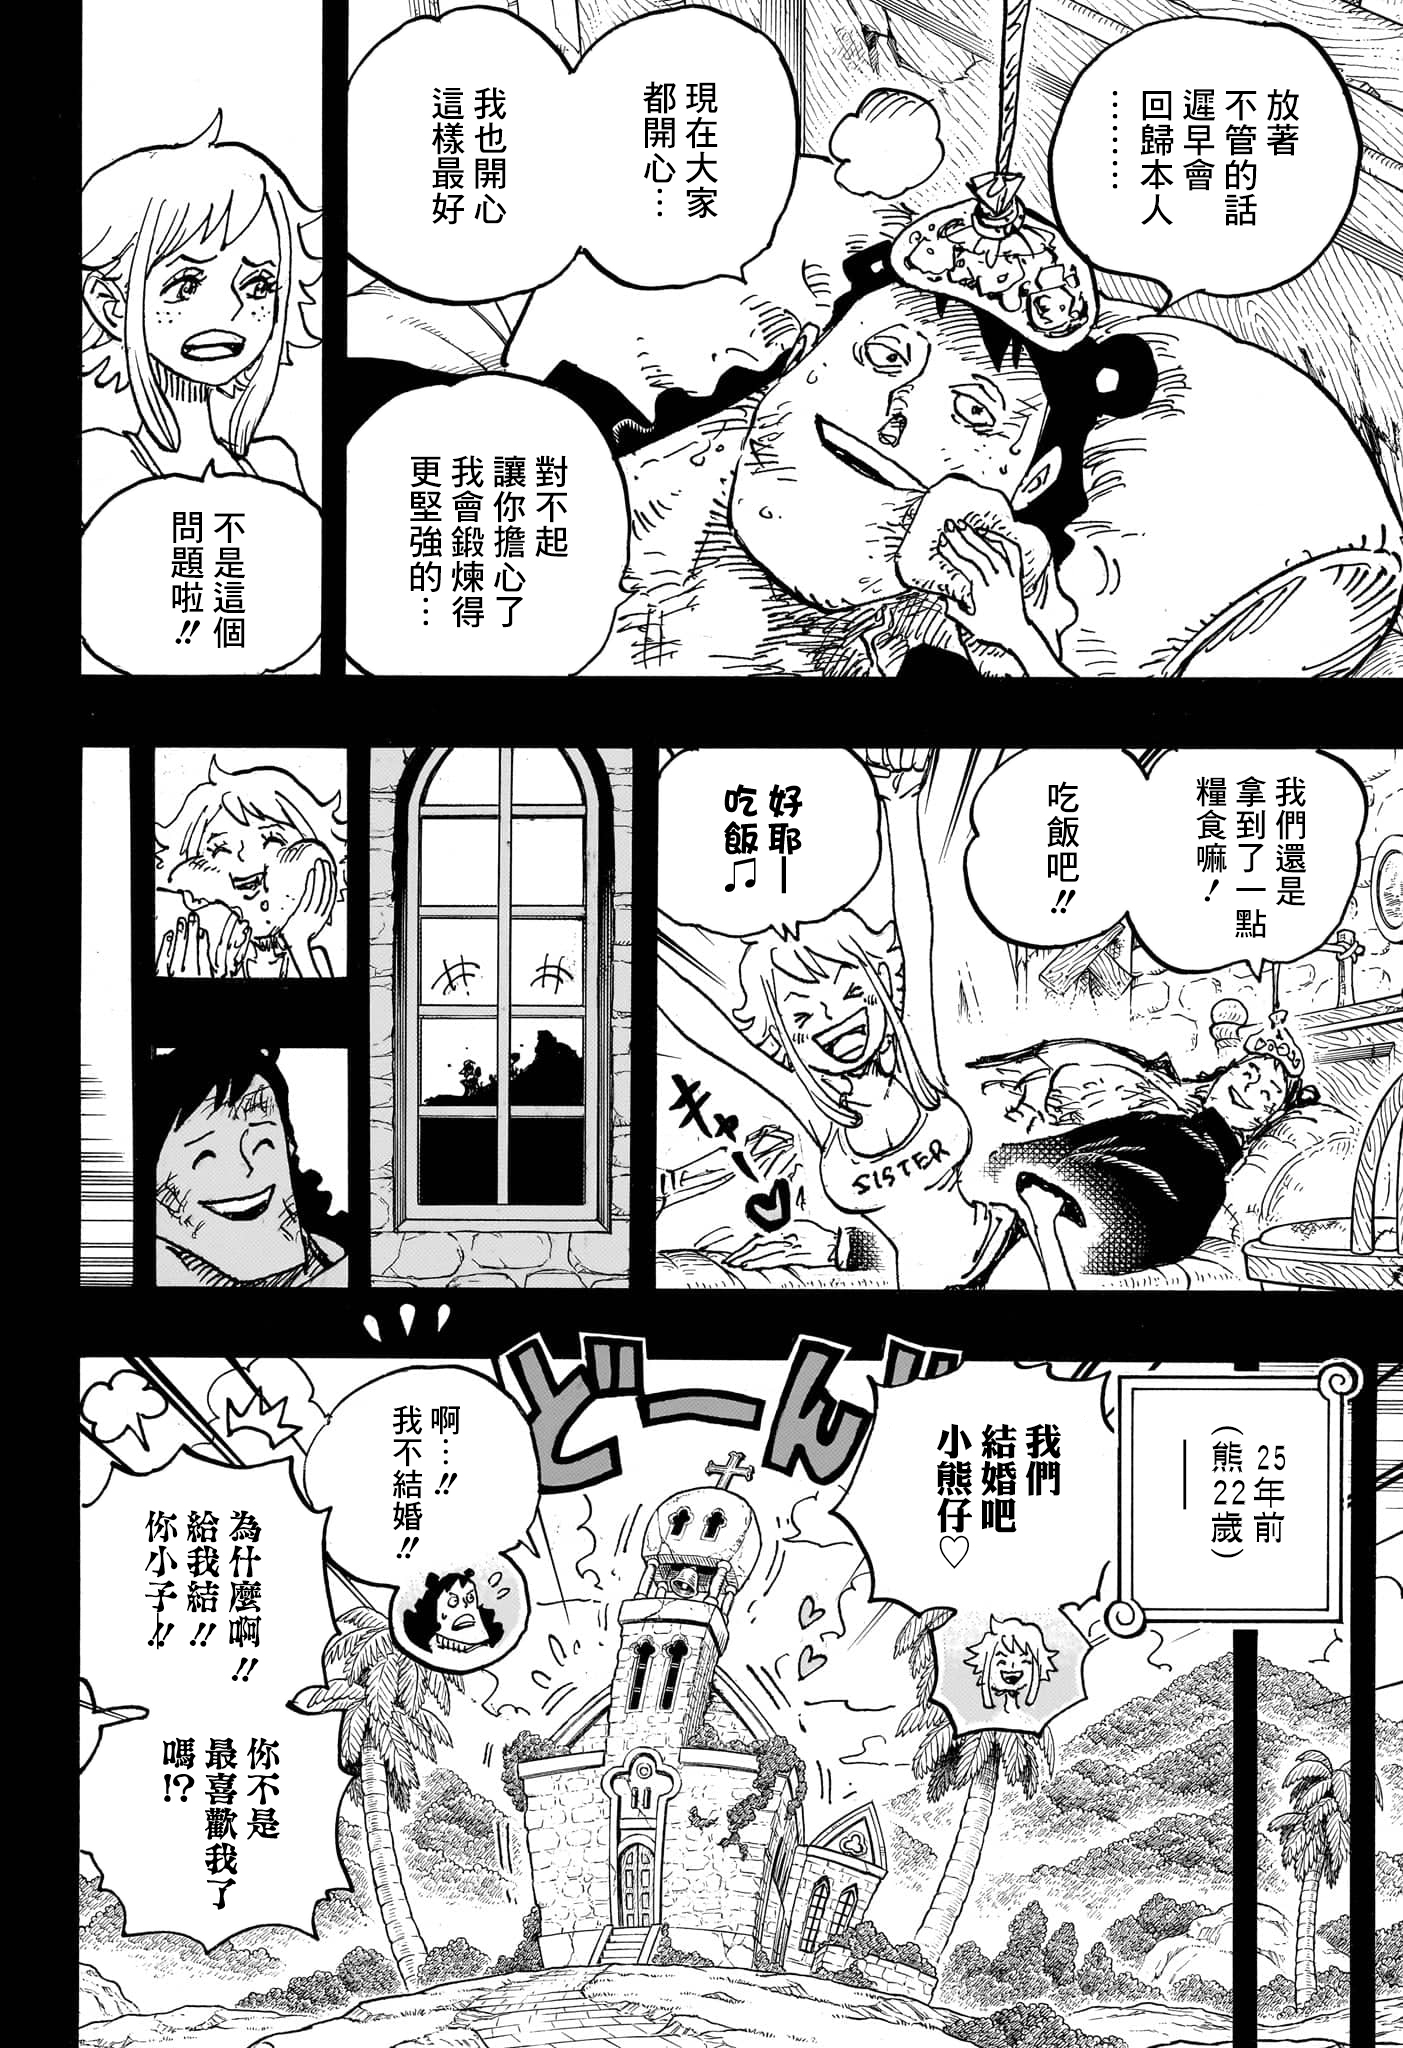 放著
不管的話
遲早會
回歸本人
………
現在大家
都開心…
我也開心
這樣最好
對不起
讓你擔心了
我會鍛煉得
更堅強的…
不是這個
問題啦!!
我們還是
拿到了一點
糧食嘛!
吃飯吧!!
好耶ー
吃飯♫
キャー♥
SISTER
25年前
(熊22歲)
ー
どーん
我們
結婚吧
小熊仔♡
啊…!!
我不結婚!!
為什麼啊!!
給我結!!
你小子!!
你不是
最喜歡我了
嗎!?